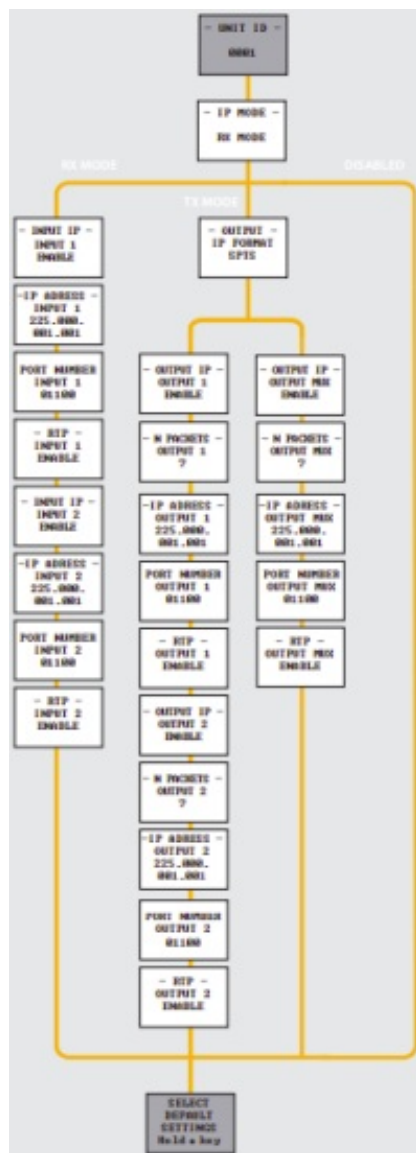 - UNIT ID -
0001
- IP MODE -
RX MODE
RX MODE
TX MODE
DISABLED
- INPUT IP -
INPUT 1
ENABLE
-IP ADRESS -
INPUT 1
225.000.
001.001
PORT NUMBER
INPUT 1
01100
- RTP -
INPUT 1
ENABLE
- INPUT IP -
INPUT 2
ENABLE
-IP ADRESS -
INPUT 2
225.000.
001.001
PORT NUMBER
INPUT 2
01100
- RTP -
INPUT 2
ENABLE
- OUTPUT -
IP FORMAT
SPTS
- OUTPUT IP -
OUTPUT 1
ENABLE
- N PACKETS -
OUTPUT 1
7
-IP ADRESS -
OUTPUT 1
225.000.
001.001
PORT NUMBER
OUTPUT 1
01100
- RTP -
OUTPUT 1
ENABLE
- OUTPUT IP -
OUTPUT 2
ENABLE
- N PACKETS -
OUTPUT 2
7
-IP ADRESS -
OUTPUT 2
225.000.
001.001
PORT NUMBER
OUTPUT 2
01100
- RTP -
OUTPUT 2
ENABLE
- OUTPUT IP -
OUTPUT MUX
ENABLE
- N PACKETS -
OUTPUT MUX
7
-IP ADRESS -
OUTPUT MUX
225.000.
001.001
PORT NUMBER
OUTPUT MUX
01100
- RTP -
OUTPUT MUX
ENABLE
SELECT
DEFAULT
SETTINGS
Hold a key